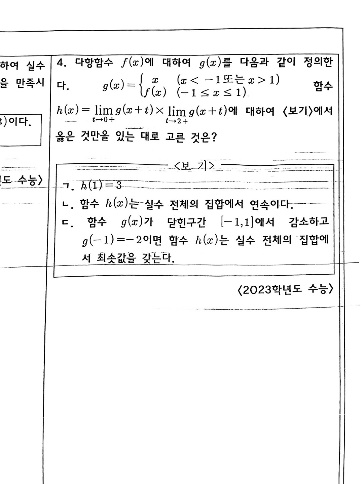 하여 실수
을 만족시
)이다.
도 수능>
4. 다항함수 f(x)에 대하여 g(x)를 다음과 같이 정의한
다. g(x)={ x (x<-1 또는 x>1)
f(x) (-1≤x≤1) 함수
h(x)=lim g(x+t)×lim g(x+t)에 대하여 <보기>에서
t→0+ t→2+
옳은 것만을 있는 대로 고른 것은?
<보 기>
ㄱ. h(1)=3
ㄴ. 함수 h(x)는 실수 전체의 집합에서 연속이다.
ㄷ. 함수 g(x)가 닫힌구간 [-1,1]에서 감소하고
g(-1)=-2이면 함수 h(x)는 실수 전체의 집합에
서 최솟값을 갖는다.
<2023학년도 수능>